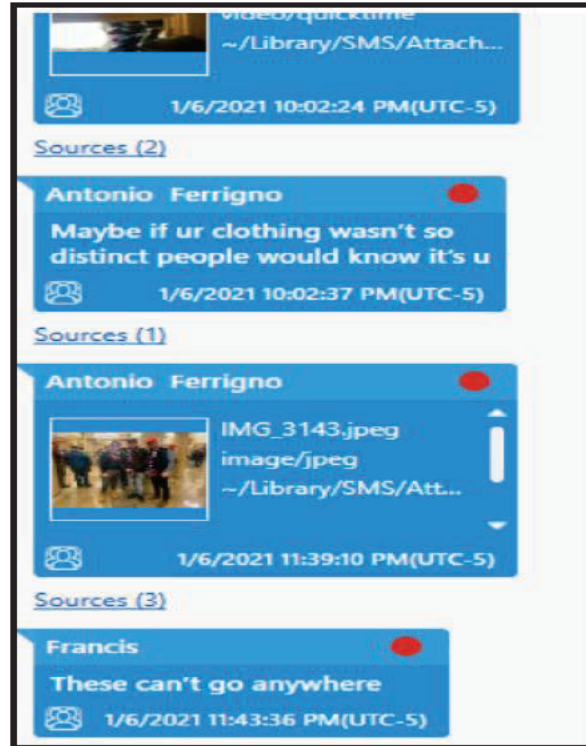 video/quicktime
~/Library/SMS/Attach...
1/6/2021 10:02:24 PM(UTC-5)
Sources (2)
Antonio Ferrigno
Maybe if ur clothing wasn't so
distinct people would know it's u
1/6/2021 10:02:37 PM(UTC-5)
Sources (1)
Antonio Ferrigno
IMG_3143.jpeg
image/jpeg
~/Library/SMS/Att...
1/6/2021 11:39:10 PM(UTC-5)
Sources (3)
Francis
These can't go anywhere
1/6/2021 11:43:36 PM(UTC-5)